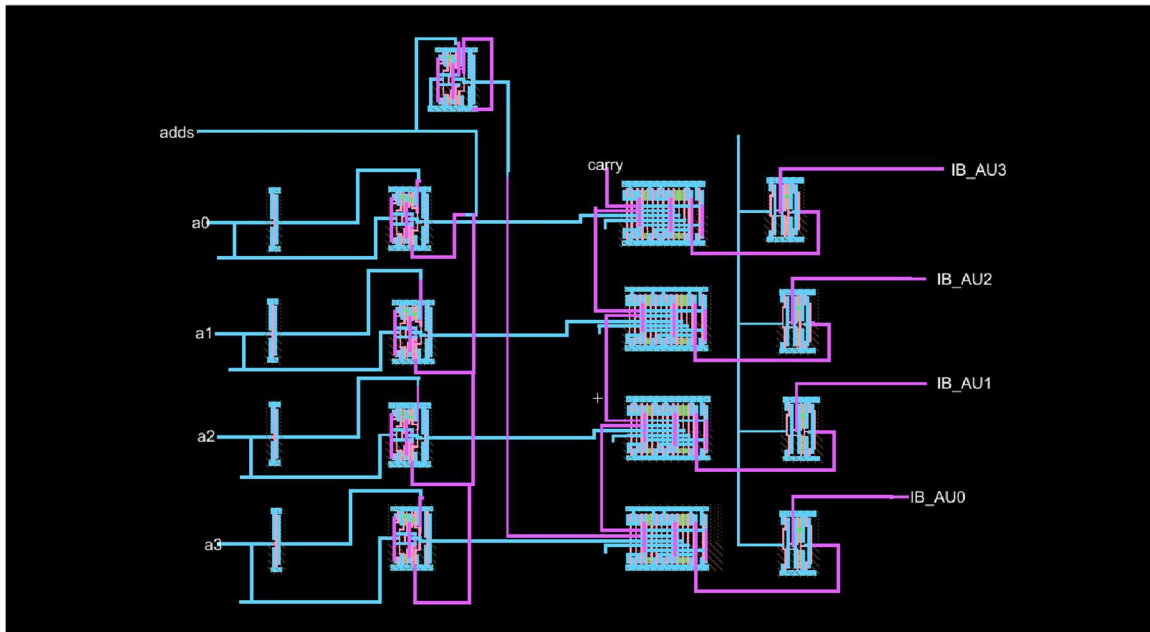 adds
carry
IB_AU3
a0
IB_AU2
a1
IB_AU1
a2
IB_AU0
a3